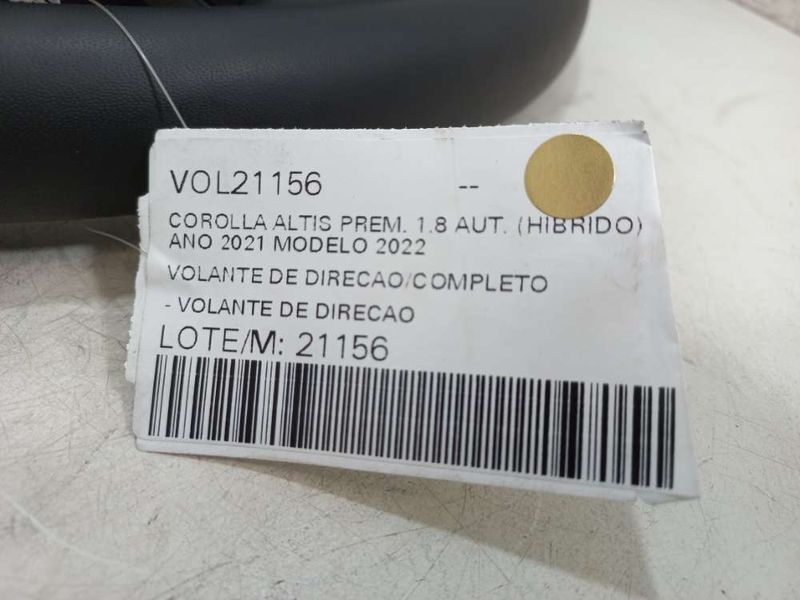 VOL21156 --
COROLLA ALTIS PREM. 1.8 AUT. (HIBRIDO)
ANO 2021 MODELO 2022
VOLANTE DE DIRECAO/COMPLETO
- VOLANTE DE DIRECAO
LOTE/M: 21156